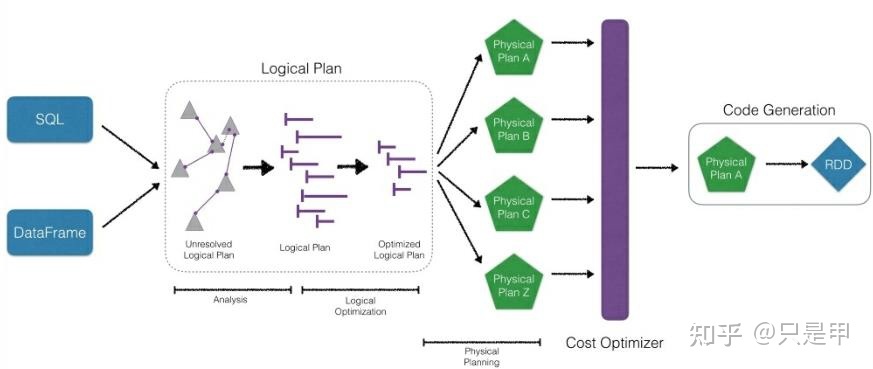 Logical Plan
SQL
DataFrame
Unresolved
Logical Plan
Logical Plan
Optimized
Logical Plan
Analysis
Logical
Optimization
Physical
Plan A
Physical
Plan B
Physical
Plan C
Physical
Plan Z
Physical
Planning
Cost Optimizer
Code Generation
Physical
Plan A
RDD
知乎 @只是甲